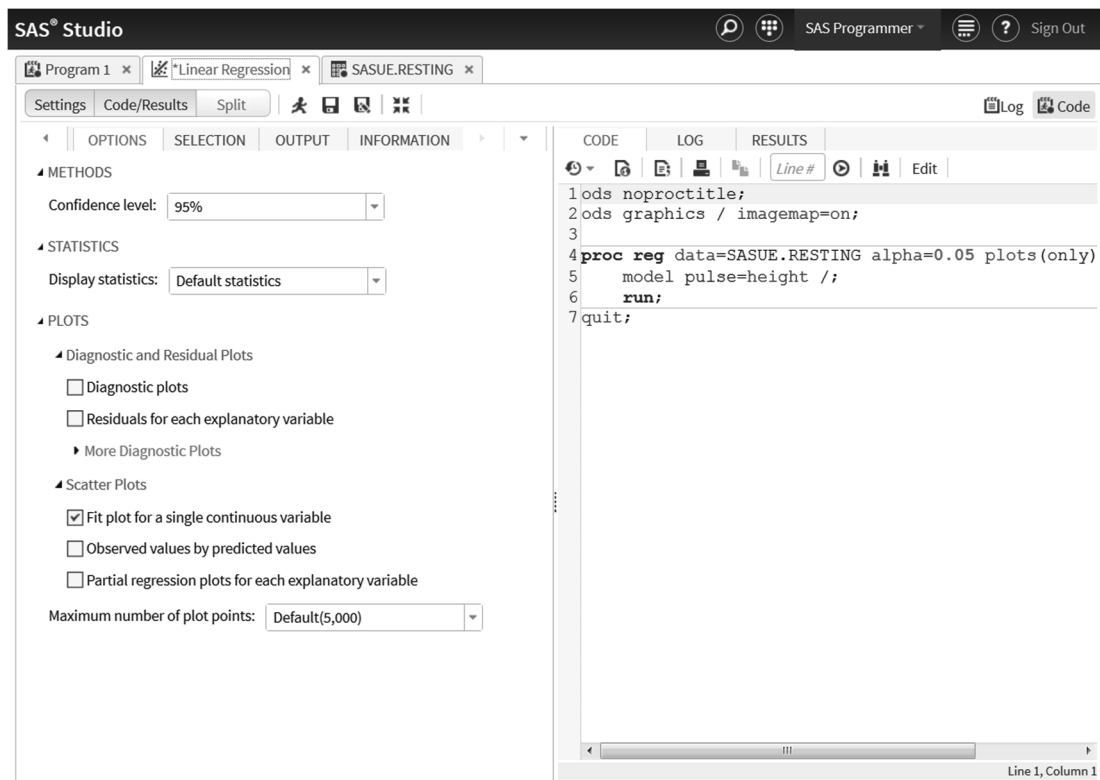 SAS® Studio
SAS Programmer
? Sign Out
Program 1 ×
*Linear Regression ×
SASUE.RESTING ×
Settings Code/Results Split
Log Code
OPTIONS SELECTION OUTPUT INFORMATION
METHODS
Confidence level: 95%
STATISTICS
Display statistics: Default statistics
PLOTS
Diagnostic and Residual Plots
Diagnostic plots
Residuals for each explanatory variable
More Diagnostic Plots
Scatter Plots
Fit plot for a single continuous variable
Observed values by predicted values
Partial regression plots for each explanatory variable
Maximum number of plot points: Default(5,000)
CODE LOG RESULTS
Line # Edit
1 ods noproctitle;
2 ods graphics / imagemap=on;
3
4 proc reg data=SASUE.RESTING alpha=0.05 plots(only)
5 model pulse=height /;
6 run;
7 quit;
Line 1, Column 1